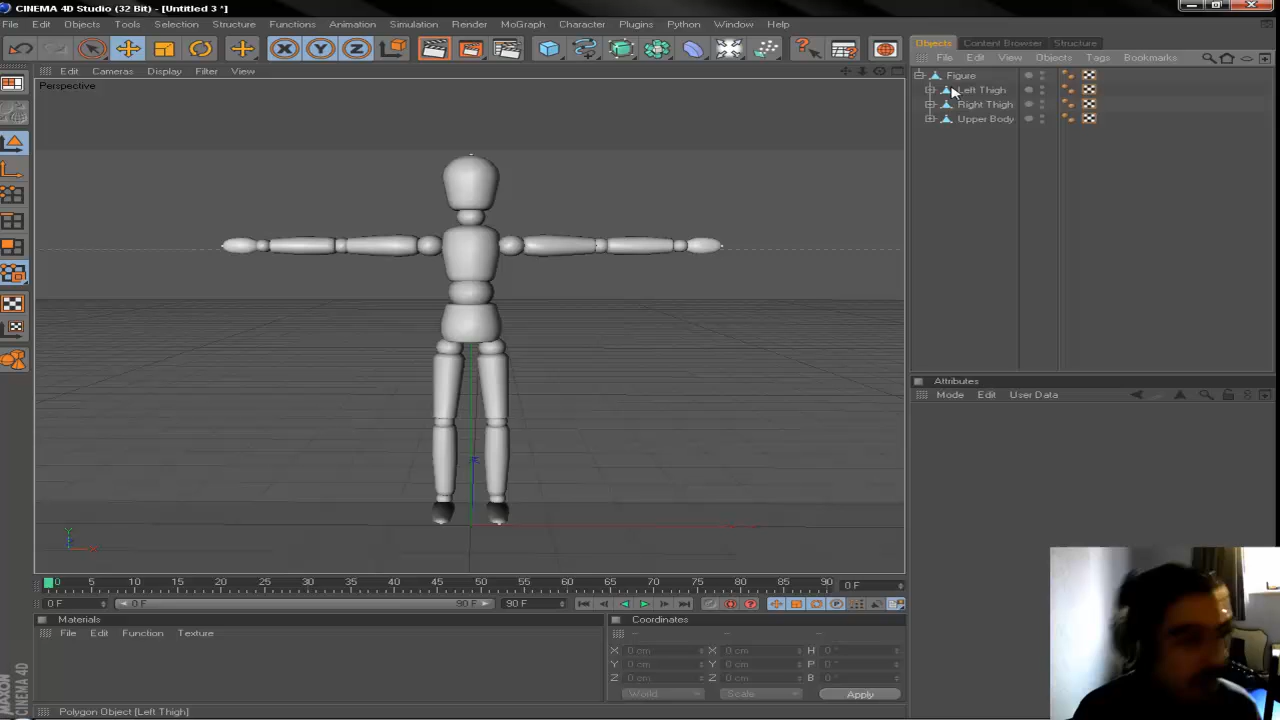 CINEMA 4D Studio (32 Bit) - [Untitled 3 *]
File Edit Objects Tools Selection Structure Functions Animation Simulation Render MoGraph Character Plugins Python Window Help
X Y Z
Objects Content Browser Structure
File Edit View Objects Tags Bookmarks
Edit Cameras Display Filter View
Perspective
Figure
Left Thigh
Right Thigh
Upper Body
Attributes
Mode Edit User Data
Y
Z
X
0 5 10 15 20 25 30 35 40 45 50 55 60 65 70 75 80 85 90 0 F
0 F 0 F 90 F 90 F
Materials
File Edit Function Texture
Coordinates
-- -- --
X 0 cm X 0 cm H 0 °
Y 0 cm Y 0 cm P 0 °
Z 0 cm Z 0 cm B 0 °
World Scale Apply
MAXON CINEMA 4D
Polygon Object [Left Thigh]